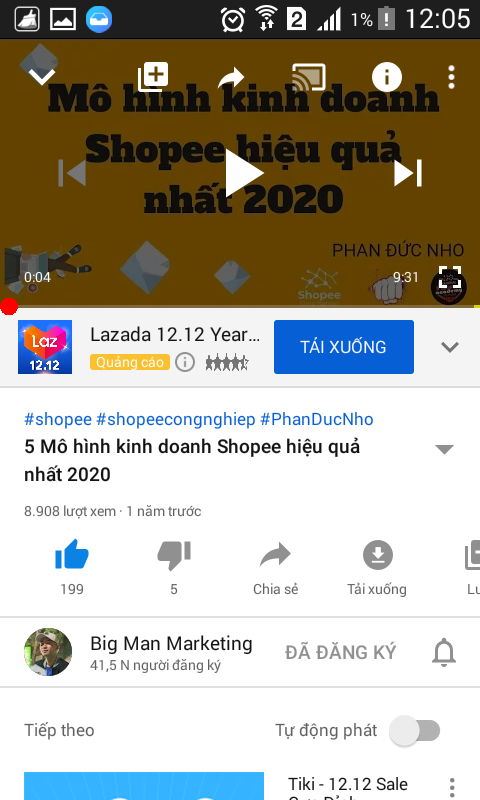 2
1%
12:05
Mô hình kinh doanh
Shopee hiệu quả
nhất 2020
PHAN ĐỨC NHO
0:04
9:31
Shopee
Laz
12.12
Lazada 12.12 Year...
Quảng cáo
TẢI XUỐNG
#shopee #shopeecongnghiep #PhanDucNho
5 Mô hình kinh doanh Shopee hiệu quả
nhất 2020
8.908 lượt xem · 1 năm trước
199
5
Chia sẻ
Tải xuống
Lư
Big Man Marketing
41,5 N người đăng ký
ĐÃ ĐĂNG KÝ
Tiếp theo
Tự động phát
Tiki - 12.12 Sale